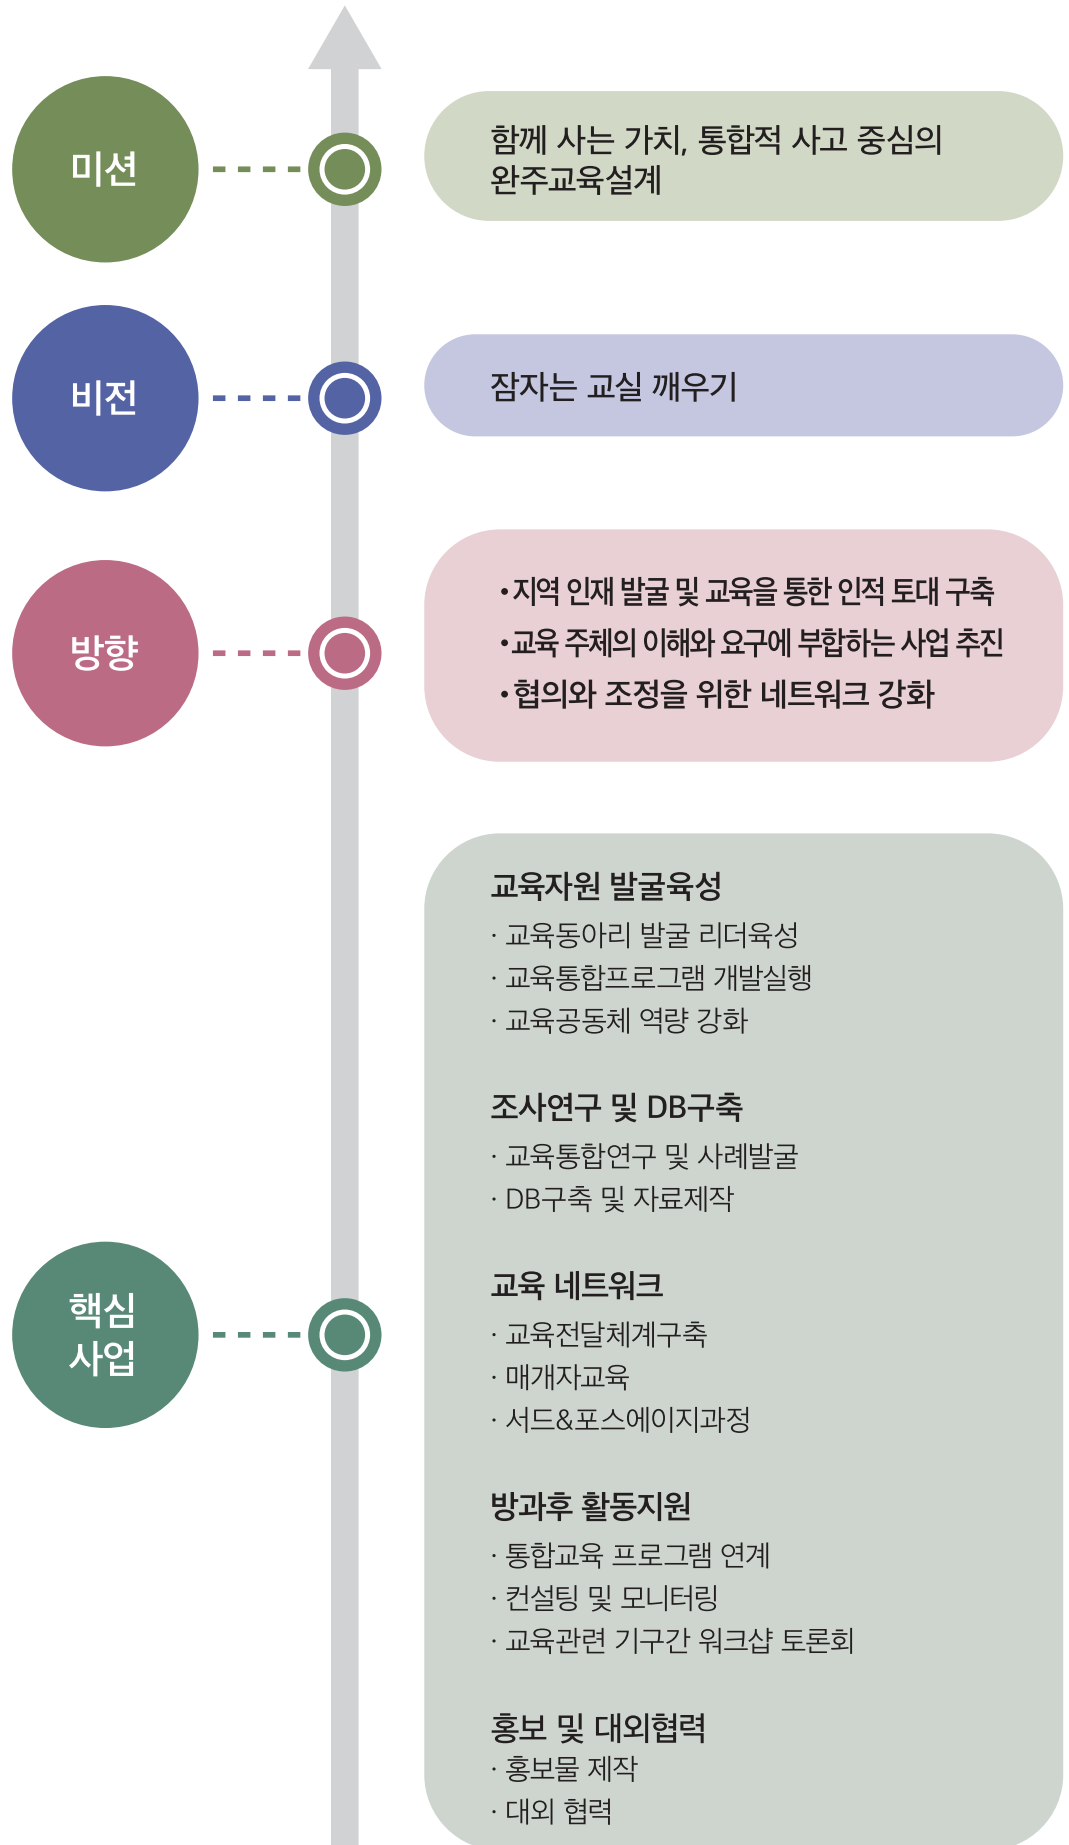 미션
함께 사는 가치, 통합적 사고 중심의
완주교육설계
비전
잠자는 교실 깨우기
방향
•지역 인재 발굴 및 교육을 통한 인적 토대 구축
•교육 주체의 이해와 요구에 부합하는 사업 추진
•협의와 조정을 위한 네트워크 강화
핵심
사업
교육자원 발굴육성
· 교육동아리 발굴 리더육성
· 교육통합프로그램 개발실행
· 교육공동체 역량 강화
조사연구 및 DB구축
· 교육통합연구 및 사례발굴
· DB구축 및 자료제작
교육 네트워크
· 교육전달체계구축
· 매개자교육
· 서드&포스에이지과정
방과후 활동지원
· 통합교육 프로그램 연계
· 컨설팅 및 모니터링
· 교육관련 기구간 워크샵 토론회
홍보 및 대외협력
· 홍보물 제작
· 대외 협력